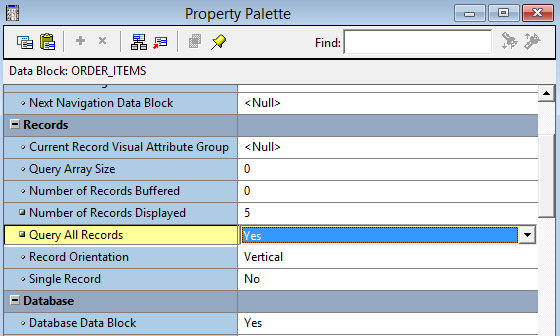 Property Palette
Find:
Data Block: ORDER_ITEMS
Next Navigation Data Block <Null>
Records
Current Record Visual Attribute Group <Null>
Query Array Size 0
Number of Records Buffered 0
Number of Records Displayed 5
Query All Records Yes
Record Orientation Vertical
Single Record No
Database
Database Data Block Yes